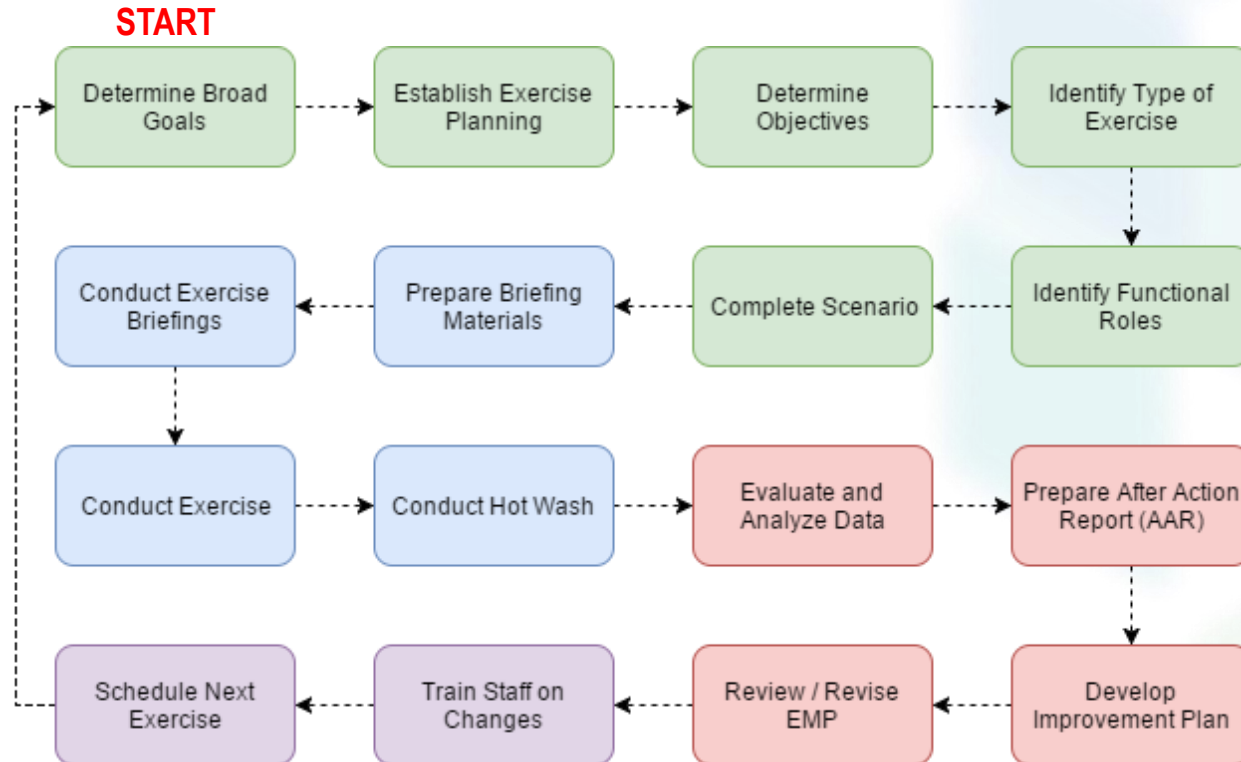 START
Determine Broad
Goals
Establish Exercise
Planning
Determine
Objectives
Identify Type of
Exercise
Conduct Exercise
Briefings
Prepare Briefing
Materials
Complete Scenario
Identify Functional
Roles
Conduct Exercise
Conduct Hot Wash
Evaluate and
Analyze Data
Prepare After Action
Report (AAR)
Schedule Next
Exercise
Train Staff on
Changes
Review / Revise
EMP
Develop
Improvement Plan